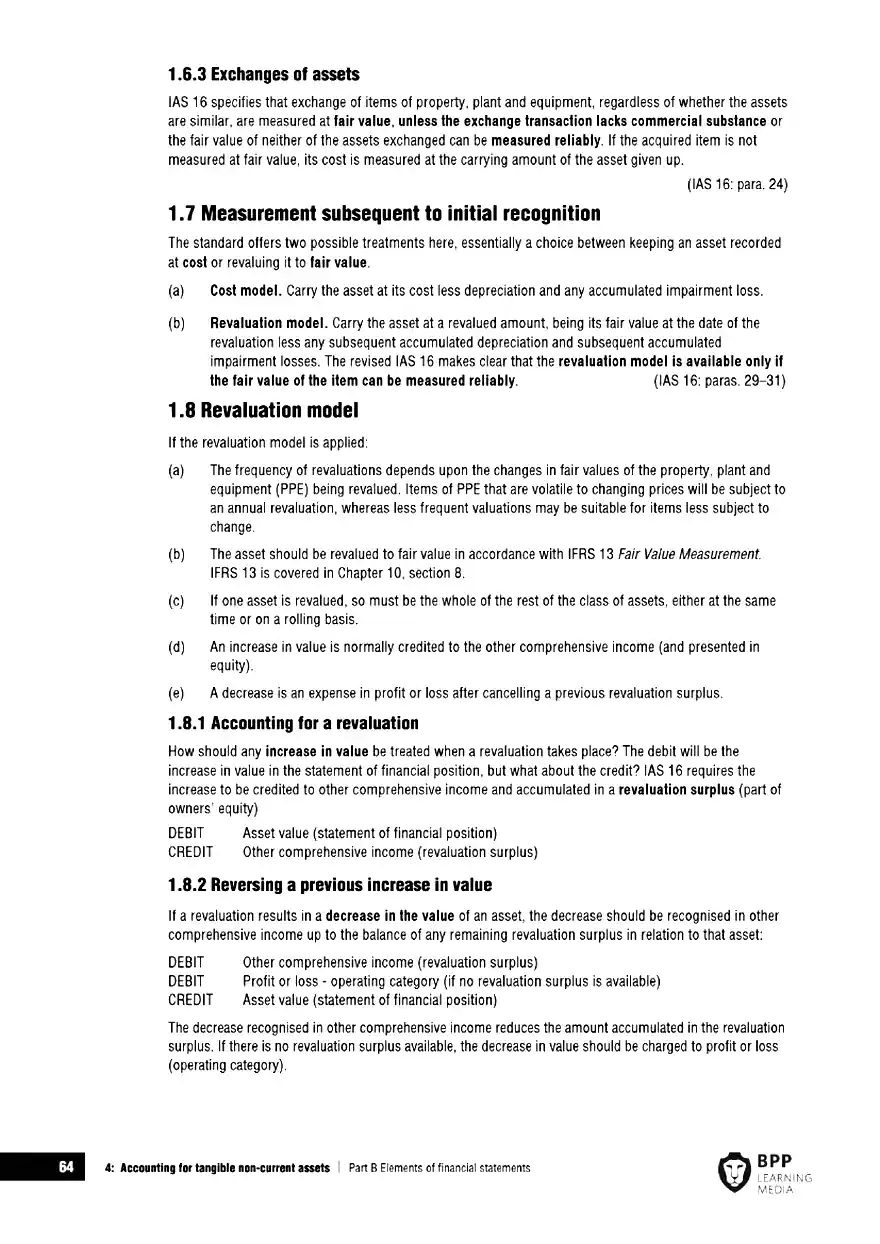 1.6.3 Exchanges of assets
IAS 16 specifies that exchange of items of property, plant and equipment, regardless of whether the assets
are similar, are measured at fair value, unless the exchange transaction lacks commercial substance or
the fair value of neither of the assets exchanged can be measured reliably. If the acquired item is not
measured at fair value, its cost is measured at the carrying amount of the asset given up.
(IAS 16: para. 24)
1.7 Measurement subsequent to initial recognition
The standard offers two possible treatments here, essentially a choice between keeping an asset recorded
at cost or revaluing it to fair value.
(a) Cost model. Carry the asset at its cost less depreciation and any accumulated impairment loss.
(b) Revaluation model. Carry the asset at a revalued amount, being its fair value at the date of the
revaluation less any subsequent accumulated depreciation and subsequent accumulated
impairment losses. The revised IAS 16 makes clear that the revaluation model is available only if
the fair value of the item can be measured reliably. (IAS 16: paras. 29–31)
1.8 Revaluation model
If the revaluation model is applied:
(a) The frequency of revaluations depends upon the changes in fair values of the property, plant and
equipment (PPE) being revalued. Items of PPE that are volatile to changing prices will be subject to
an annual revaluation, whereas less frequent valuations may be suitable for items less subject to
change.
(b) The asset should be revalued to fair value in accordance with IFRS 13 Fair Value Measurement.
IFRS 13 is covered in Chapter 10, section 8.
(c) If one asset is revalued, so must be the whole of the rest of the class of assets, either at the same
time or on a rolling basis.
(d) An increase in value is normally credited to the other comprehensive income (and presented in
equity).
(e) A decrease is an expense in profit or loss after cancelling a previous revaluation surplus.
1.8.1 Accounting for a revaluation
How should any increase in value be treated when a revaluation takes place? The debit will be the
increase in value in the statement of financial position, but what about the credit? IAS 16 requires the
increase to be credited to other comprehensive income and accumulated in a revaluation surplus (part of
owners' equity)
DEBIT Asset value (statement of financial position)
CREDIT Other comprehensive income (revaluation surplus)
1.8.2 Reversing a previous increase in value
If a revaluation results in a decrease in the value of an asset, the decrease should be recognised in other
comprehensive income up to the balance of any remaining revaluation surplus in relation to that asset:
DEBIT Other comprehensive income (revaluation surplus)
DEBIT Profit or loss - operating category (if no revaluation surplus is available)
CREDIT Asset value (statement of financial position)
The decrease recognised in other comprehensive income reduces the amount accumulated in the revaluation
surplus. If there is no revaluation surplus available, the decrease in value should be charged to profit or loss
(operating category).
64 4: Accounting for tangible non-current assets | Part B Elements of financial statements
BPP
LEARNING
MEDIA